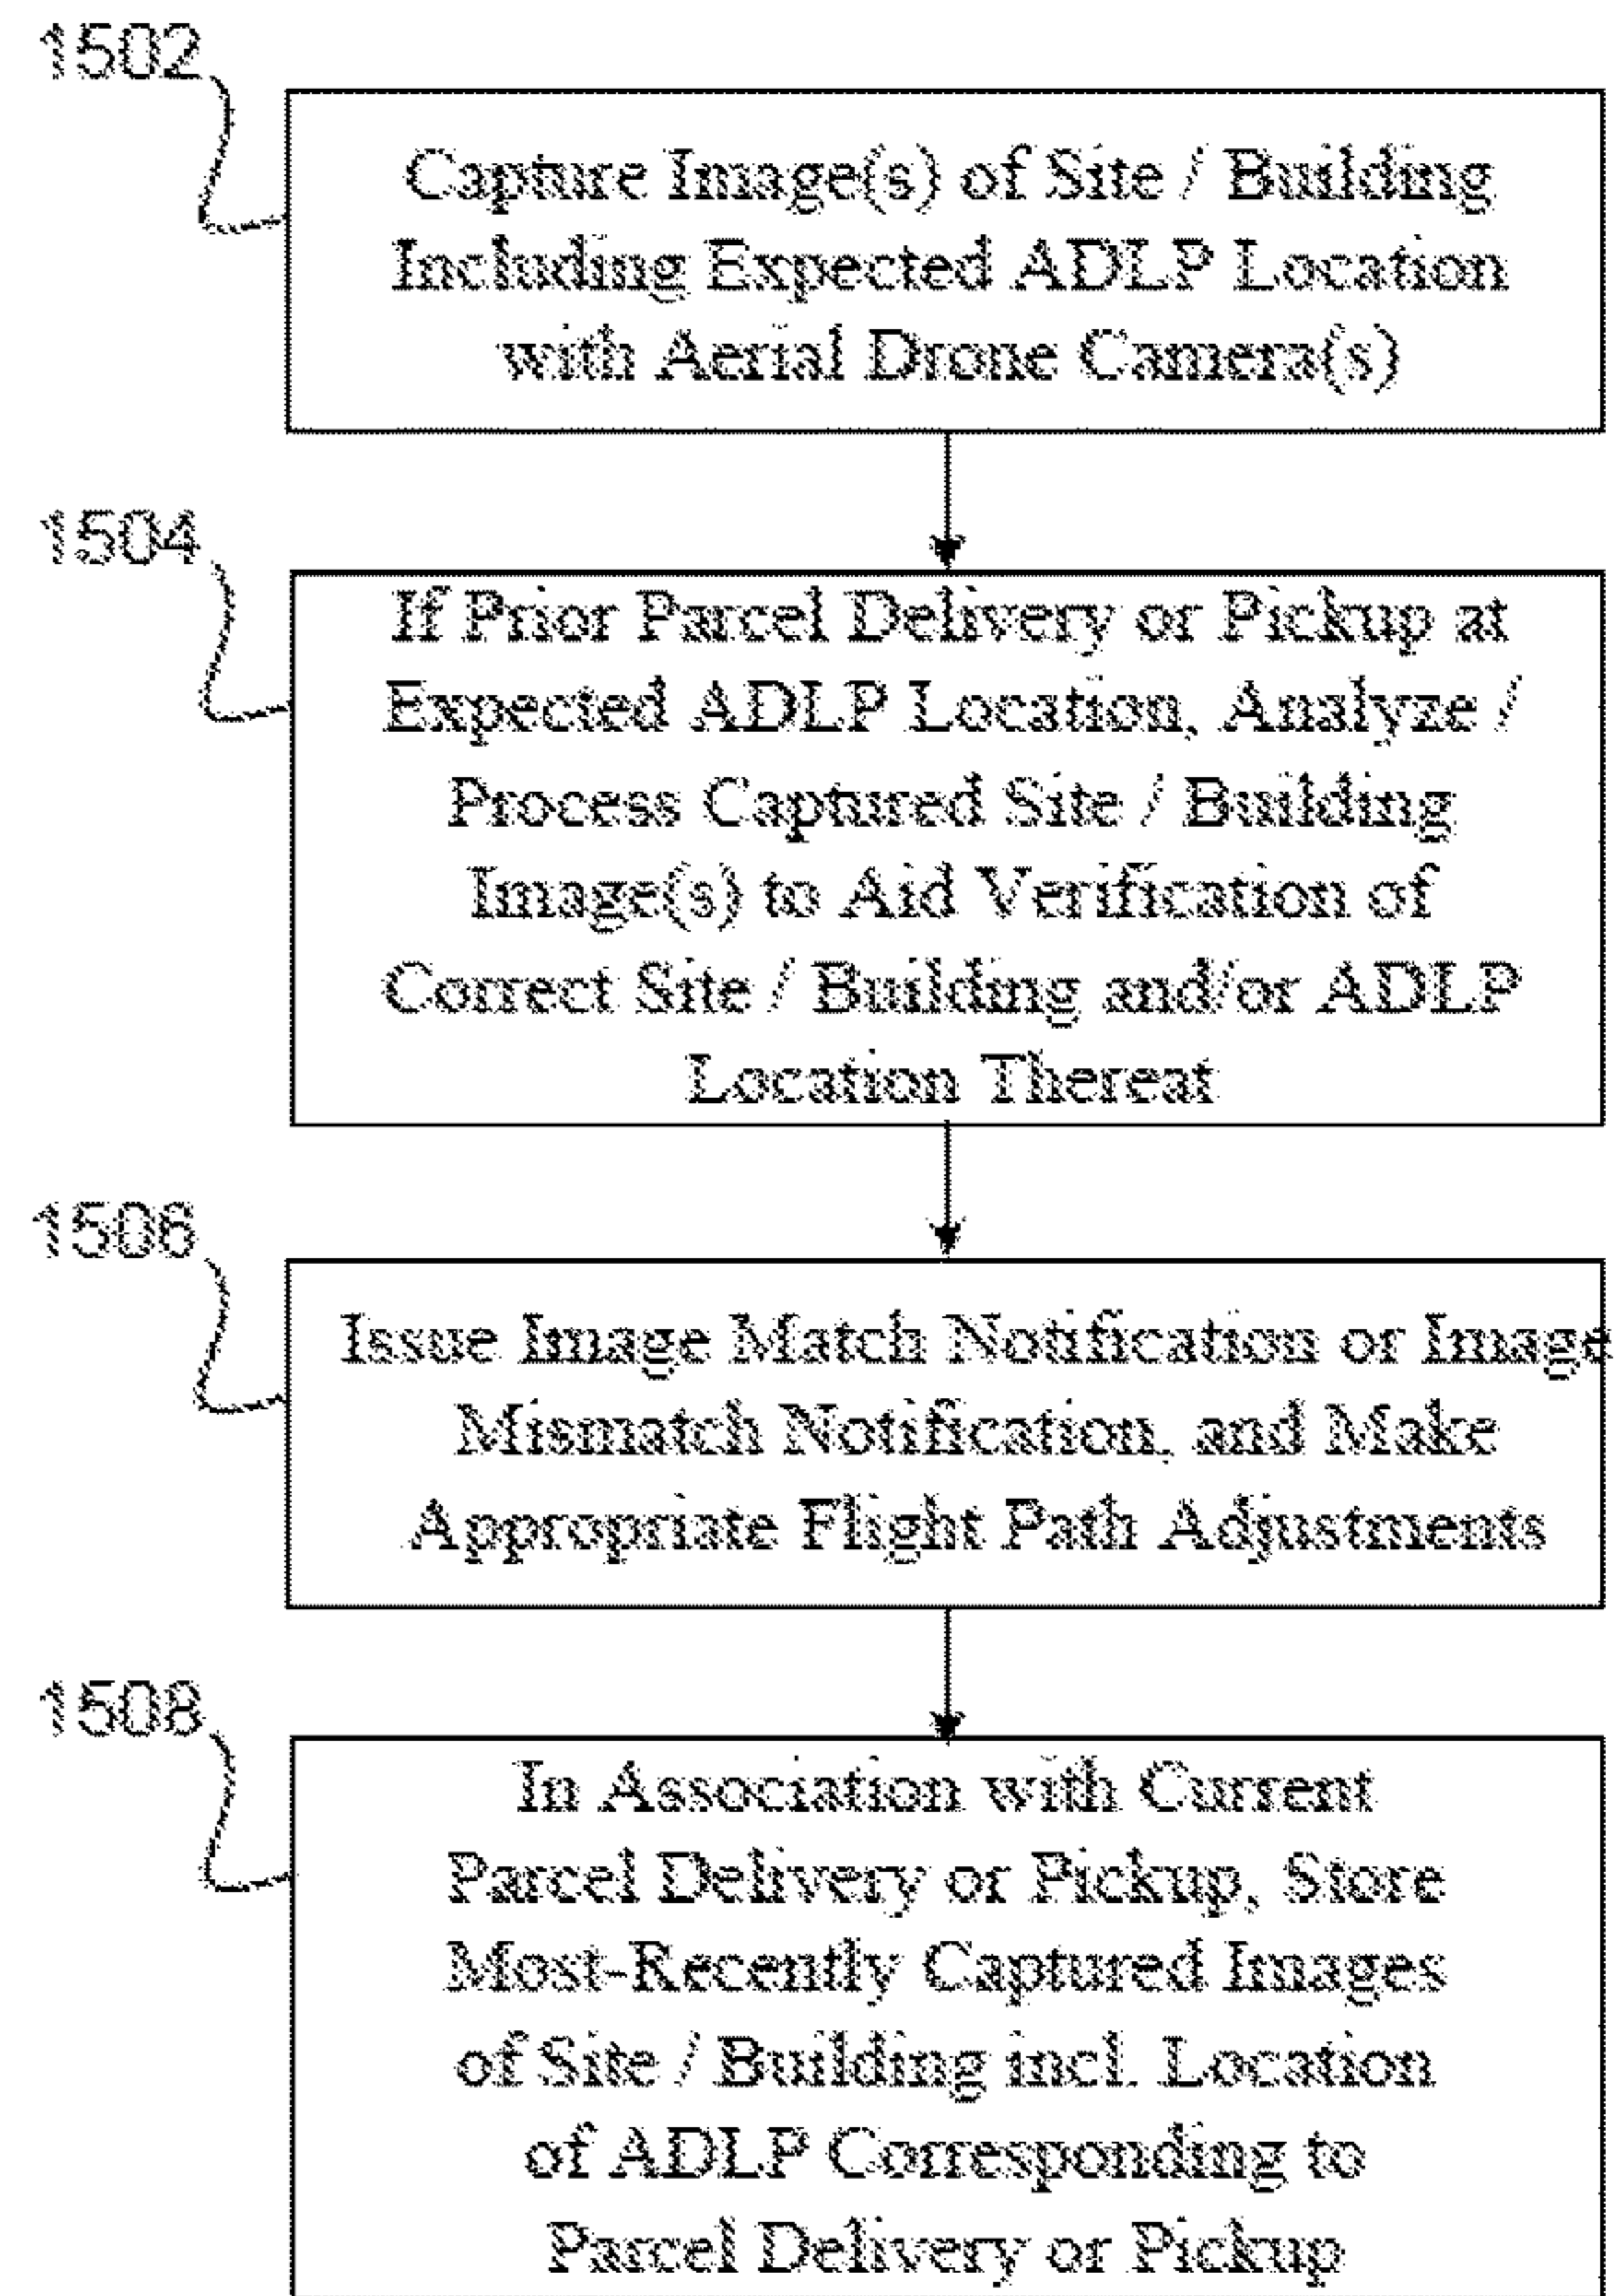 1502
Capture Image(s) of Site / Building
Including Expected ADLP Location
with Aerial Drone Camera(s)
1504
If Prior Parcel Delivery or Pickup at
Expected ADLP Location, Analyze /
Process Captured Site / Building
Image(s) to Aid Verification of
Correct Site / Building and/or ADLP
Location Thereat
1506
Issue Image Match Notification or Image
Mismatch Notification, and Make
Appropriate Flight Path Adjustments
1508
In Association with Current
Parcel Delivery or Pickup, Store
Most-Recently Captured Images
of Site / Building incl. Location
of ADLP Corresponding to
Parcel Delivery or Pickup